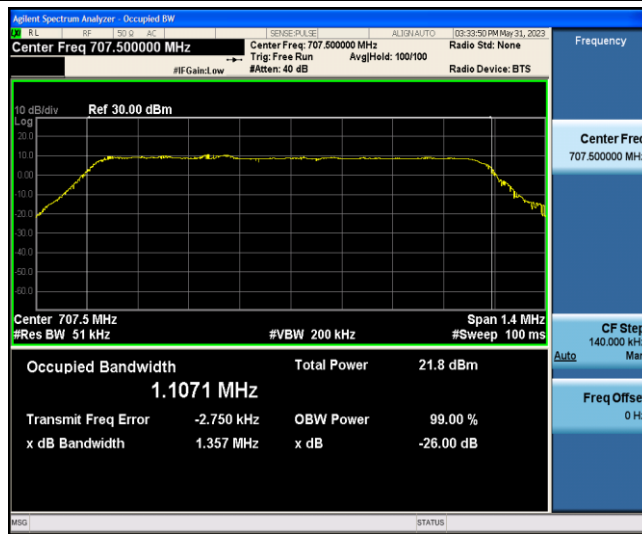 Agilent Spectrum Analyzer - Occupied BW
RL RF 50 Ω AC SENSE:PULSE ALIGN AUTO 03:33:50 PM May 31, 2023
Center Freq 707.500000 MHz
Center Freq: 707.500000 MHz
Radio Std: None
Trig: Free Run Avg|Hold: 100/100
#IFGain:Low #Atten: 40 dB Radio Device: BTS
10 dB/div Ref 30.00 dBm
Log
20.0
10.0
0.00
-10.0
-20.0
-30.0
-40.0
-50.0
-60.0
Center 707.5 MHz Span 1.4 MHz
#Res BW 51 kHz #VBW 200 kHz #Sweep 100 ms
Occupied Bandwidth Total Power 21.8 dBm
1.1071 MHz
Transmit Freq Error -2.750 kHz OBW Power 99.00 %
x dB Bandwidth 1.357 MHz x dB -26.00 dB
MSG STATUS
Frequency
Center Freq
707.500000 MHz
CF Step
140.000 kHz
Auto Man
Freq Offse
0 Hz